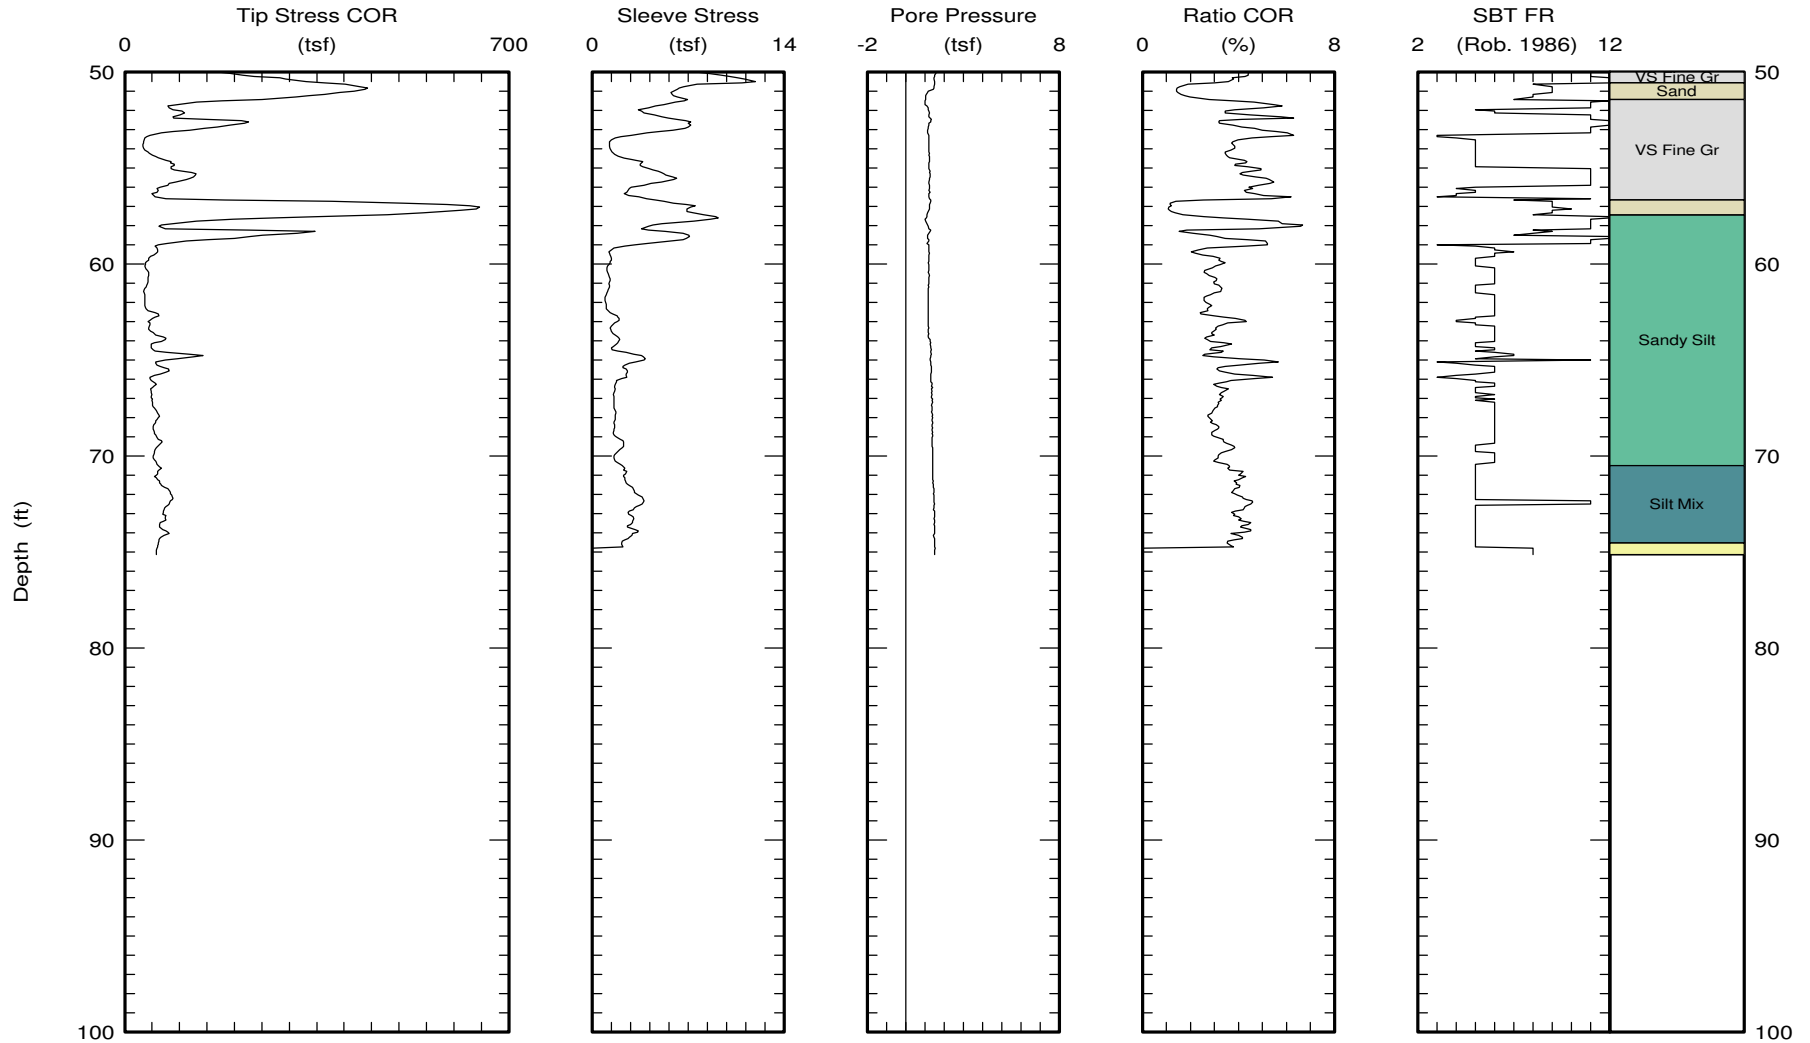 Tip Stress COR Sleeve Stress Pore Pressure Ratio COR SBT FR
0 (tsf) 700 0 (tsf) 14 -2 (tsf) 8 0 (%) 8 2 (Rob. 1986) 12
50 VS Fine Gr 50
Sand
VS Fine Gr
60 60
Sandy Silt
70 70
Silt Mix
Depth (ft)
80 80
90 90
100 100